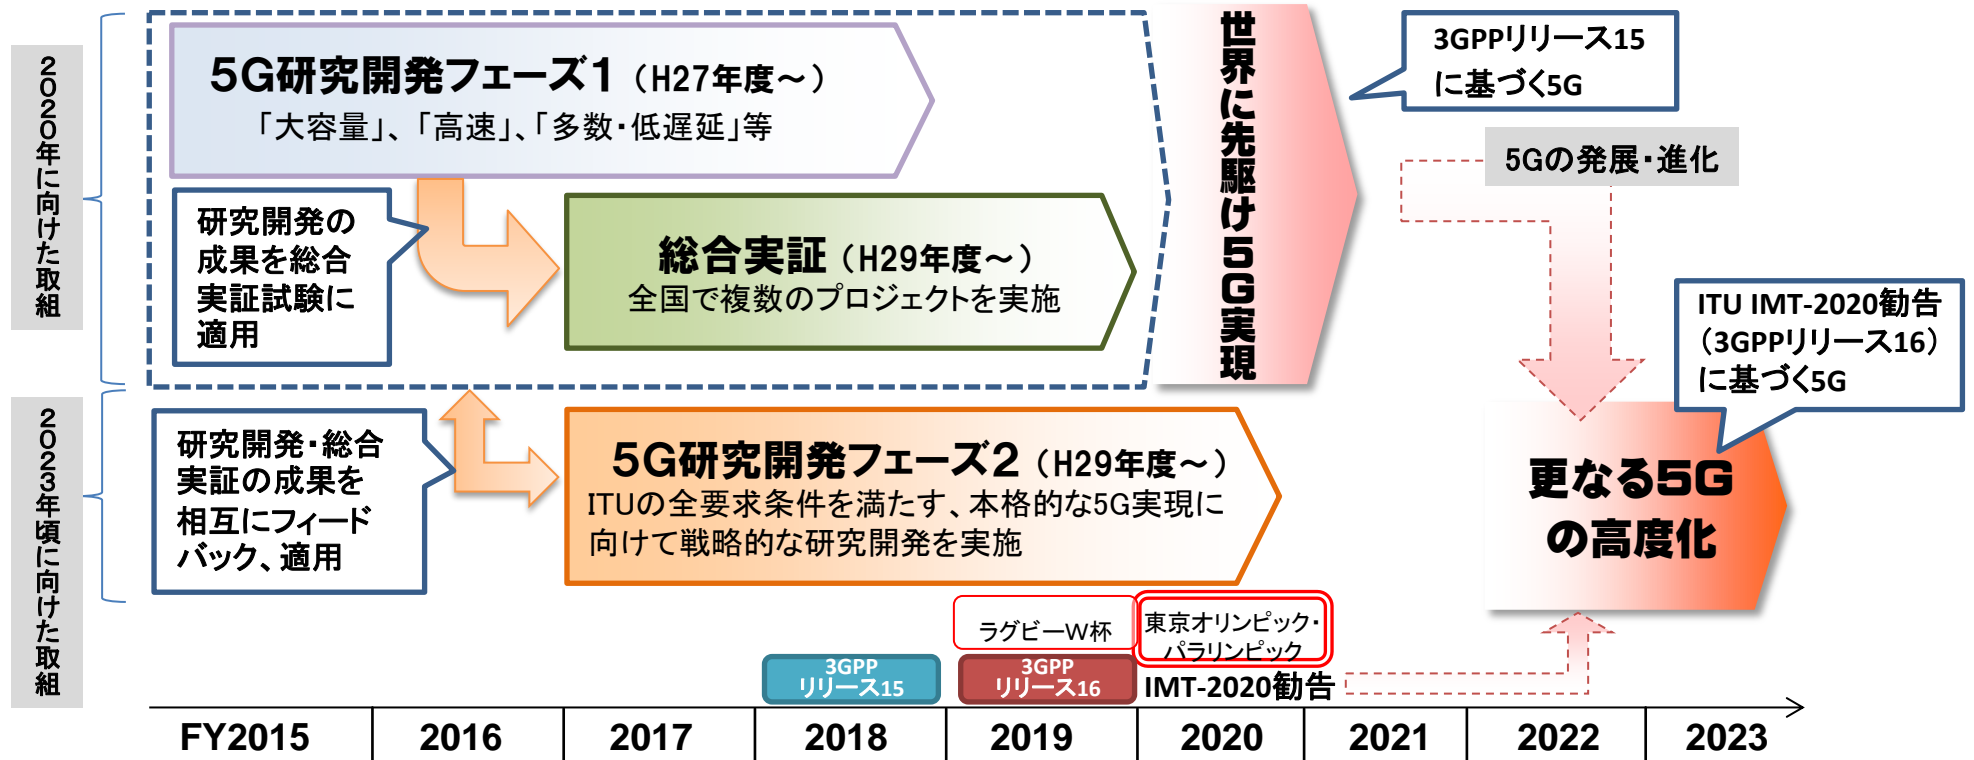 2020年に向けた取組
5G研究開発フェーズ1（H27年度～）
「大容量」、「高速」、「多数・低遅延」等
研究開発の
成果を総合
実証試験に
適用
総合実証（H29年度～）
全国で複数のプロジェクトを実施
世界に先駆け5G実現
3GPPリリース15
に基づく5G
5Gの発展・進化
ITU IMT-2020勧告
（3GPPリリース16）
に基づく5G
2023年頃に向けた取組
研究開発・総合
実証の成果を
相互にフィード
バック、適用
5G研究開発フェーズ2（H29年度～）
ITUの全要求条件を満たす、本格的な5G実現に
向けて戦略的な研究開発を実施
更なる5G
の高度化
ラグビーW杯
東京オリンピック・
パラリンピック
3GPP
リリース15
3GPP
リリース16
IMT-2020勧告
FY2015 2016 2017 2018 2019 2020 2021 2022 2023